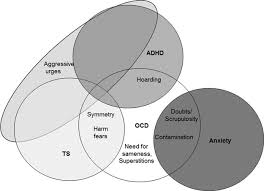 ADHD
Aggressive
urges
Hoarding
Symmetry
Doubts/
Scrupulosity
Harm
fears
OCD
Contamination
Anxiety
TS
Need for
sameness,
Superstitions